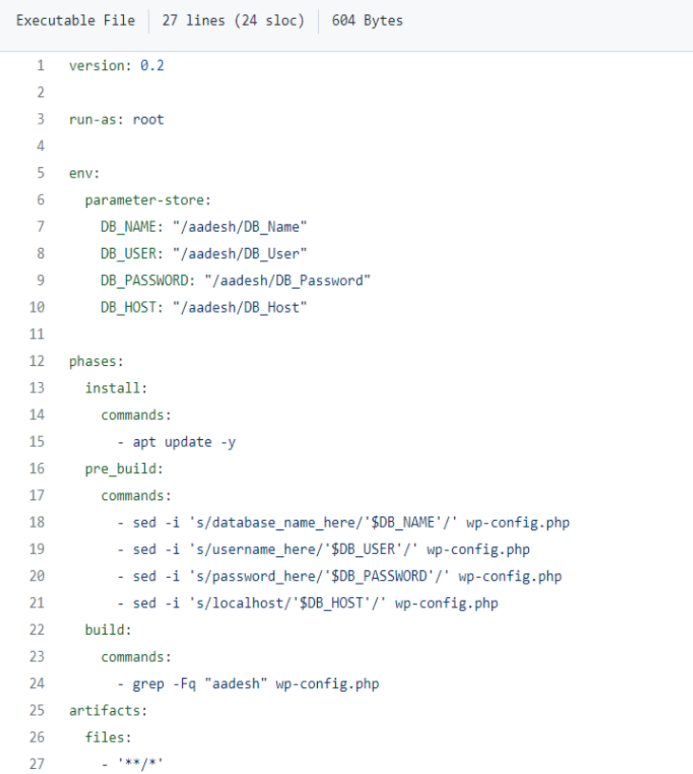 Executable File 27 lines (24 sloc) 604 Bytes
1 version: 0.2
2
3 run-as: root
4
5 env:
6   parameter-store:
7     DB_NAME: "/aadesh/DB_Name"
8     DB_USER: "/aadesh/DB_User"
9     DB_PASSWORD: "/aadesh/DB_Password"
10     DB_HOST: "/aadesh/DB_Host"
11
12 phases:
13   install:
14     commands:
15       - apt update -y
16   pre_build:
17     commands:
18       - sed -i 's/database_name_here/'$DB_NAME'/' wp-config.php
19       - sed -i 's/username_here/'$DB_USER'/' wp-config.php
20       - sed -i 's/password_here/'$DB_PASSWORD'/' wp-config.php
21       - sed -i 's/localhost/'$DB_HOST'/' wp-config.php
22   build:
23     commands:
24       - grep -Fq "aadesh" wp-config.php
25 artifacts:
26   files:
27     - '**/*'